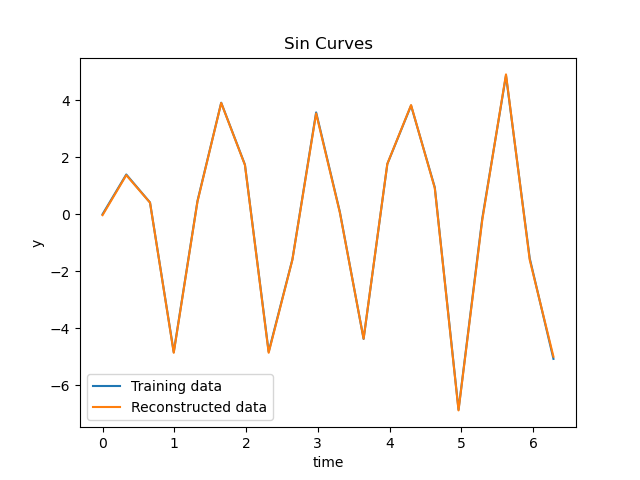 Sin Curves
4
2
0
−2
−4
−6
y
Training data
Reconstructed data
0 1 2 3 4 5 6
time